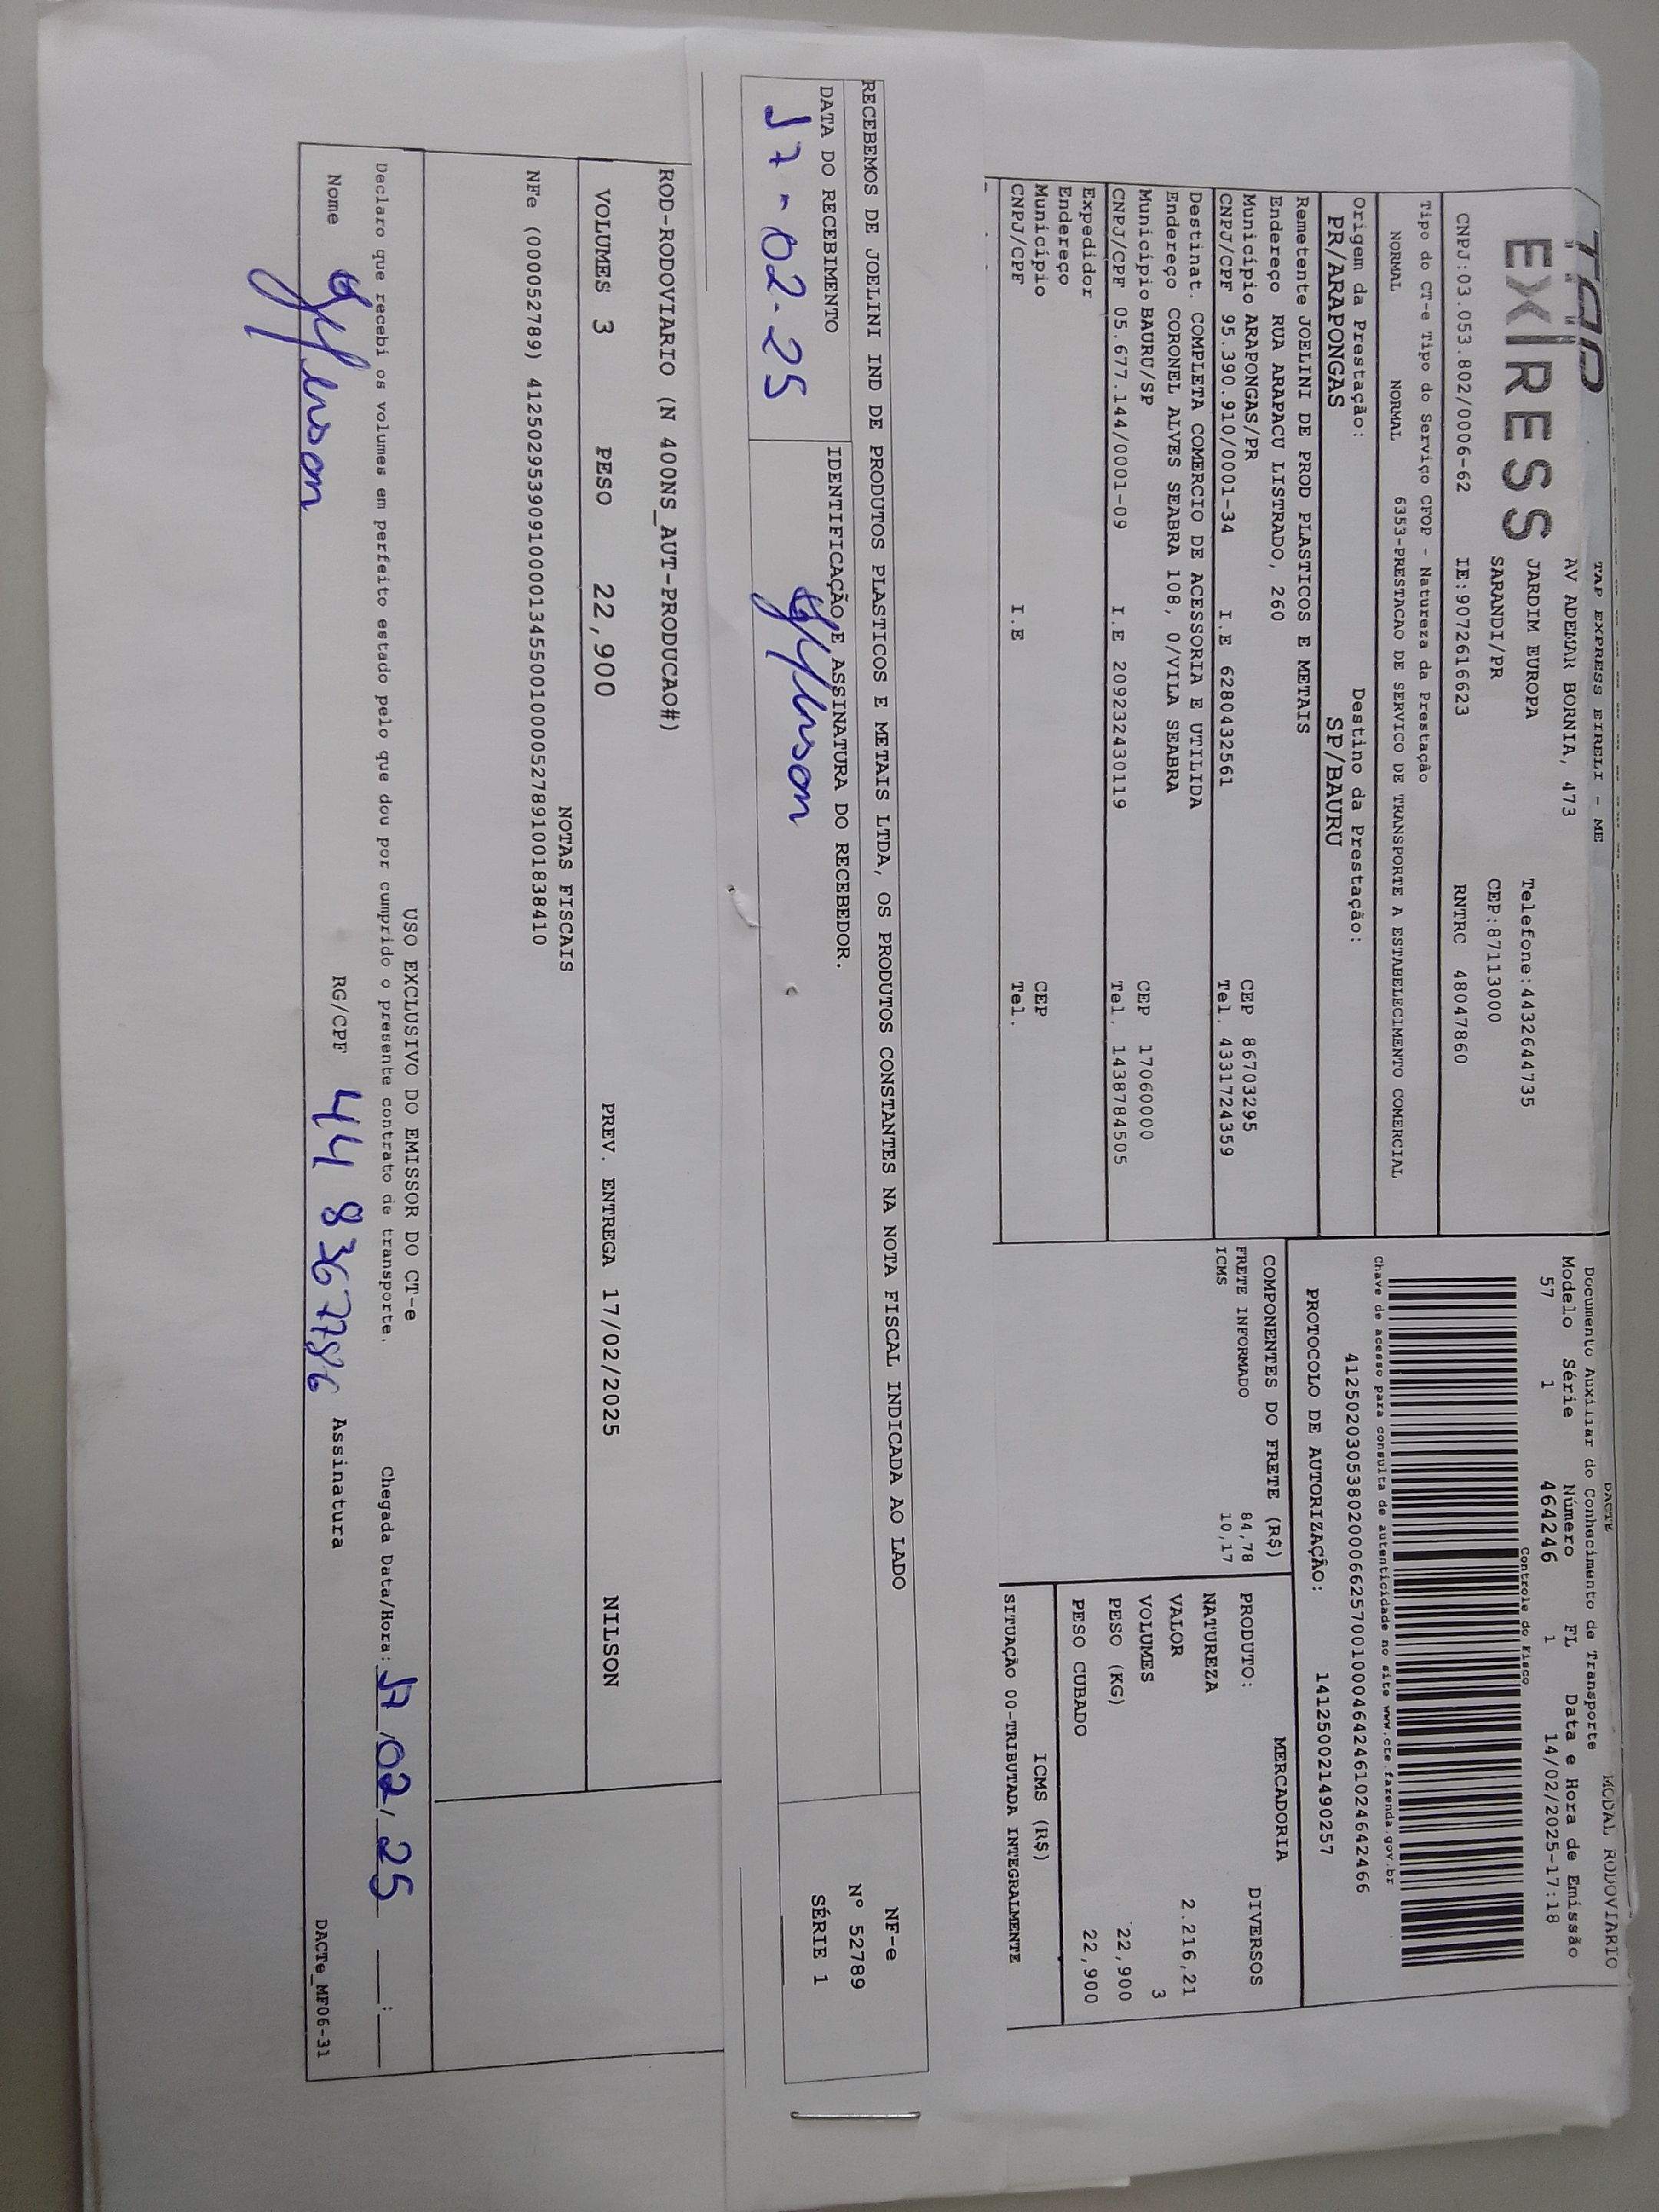 TAP EXPRESS
TAP EXPRESS EIRELI - ME
AV ADEMAR BORNIA, 473
JARDIM EUROPA Telefone:4432644735
SARANDI/PR CEP:87113000
CNPJ:03.053.802/0006-62 IE:9072616623 RNTRC 48047860
Tipo do CT-e Tipo do Serviço CFOP - Natureza da Prestação
NORMAL NORMAL 6353-PRESTACAO DE SERVICO DE TRANSPORTE A ESTABELECIMENTO COMERCIAL
Origem da Prestação: Destino da Prestação:
PR/ARAPONGAS SP/BAURU
Remetente JOELINI DE PROD PLASTICOS E METAIS
Endereço RUA ARAPACU LISTRADO, 260
Município ARAPONGAS/PR CEP 86703295
CNPJ/CPF 95.390.910/0001-34 I.E 6280432561 Tel. 4331724359
Destinat. COMPLETA COMERCIO DE ACESSORIA E UTILIDA
Endereço CORONEL ALVES SEABRA 108, 0/VILA SEABRA
Município BAURU/SP CEP 17060000
CNPJ/CPF 05.677.144/0001-09 I.E 209232430119 Tel. 1438784505
Expedidor
Endereço
Município CEP
CNPJ/CPF I.E Tel.
DACTE MODAL RODOVIARIO
Documento Auxiliar do Conhecimento de Transporte
Modelo Série Número FL Data e Hora de Emissão
57 1 464246 1 14/02/2025-17:18
Controle do Fisco
Chave de acesso para consulta de autenticidade no site www.cte.fazenda.gov.br
41250203053802000662570010004642461024642466
PROTOCOLO DE AUTORIZAÇÃO: 141250021490257
COMPONENTES DO FRETE (R$)
FRETE INFORMADO 84,78
ICMS 10,17
MERCADORIA
PRODUTO: DIVERSOS
NATUREZA
VALOR 2.216,21
VOLUMES 3
PESO (KG) 22,900
PESO CUBADO 22,900
ICMS (R$)
SITUAÇÃO 00-TRIBUTADA INTEGRALMENTE
RECEBEMOS DE JOELINI IND DE PRODUTOS PLASTICOS E METAIS LTDA, OS PRODUTOS CONSTANTES NA NOTA FISCAL INDICADA AO LADO
DATA DO RECEBIMENTO IDENTIFICAÇÃO E ASSINATURA DO RECEBEDOR.
17-02-25
NF-e
Nº 52789
SÉRIE 1
ROD-RODOVIARIO (N 400NS_AUT-PRODUCAO#)
VOLUMES 3 PESO 22,900 PREV. ENTREGA 17/02/2025 NILSON
NOTAS FISCAIS
NFe (000052789) 41250295390910000134550010000527891001838410
USO EXCLUSIVO DO EMISSOR DO CT-e
Declaro que recebi os volumes em perfeito estado pelo que dou por cumprido o presente contrato de transporte. Chegada Data/Hora: 17/02/25 __:__
Nome RG/CPF Assinatura
DACTe_MF06-31